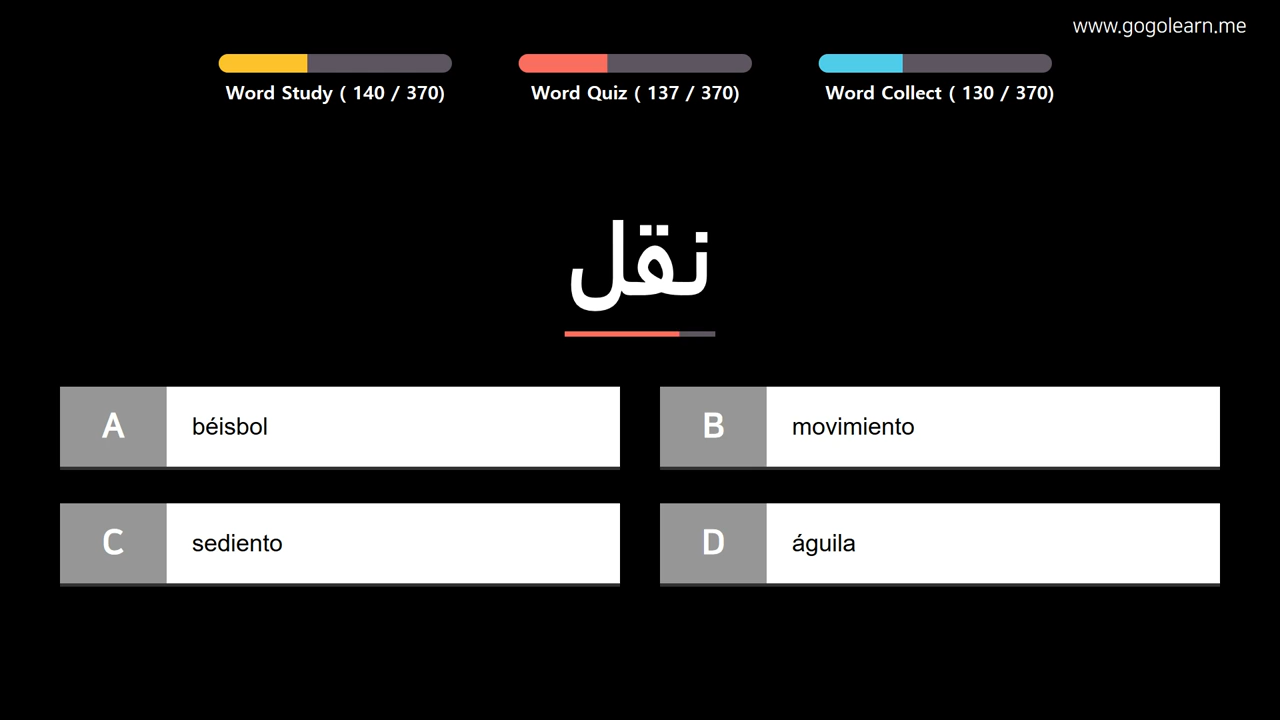 www.gogolearn.me
Word Study ( 140 / 370)
Word Quiz ( 137 / 370)
Word Collect ( 130 / 370)
نقل
A béisbol
B movimiento
C sediento
D águila